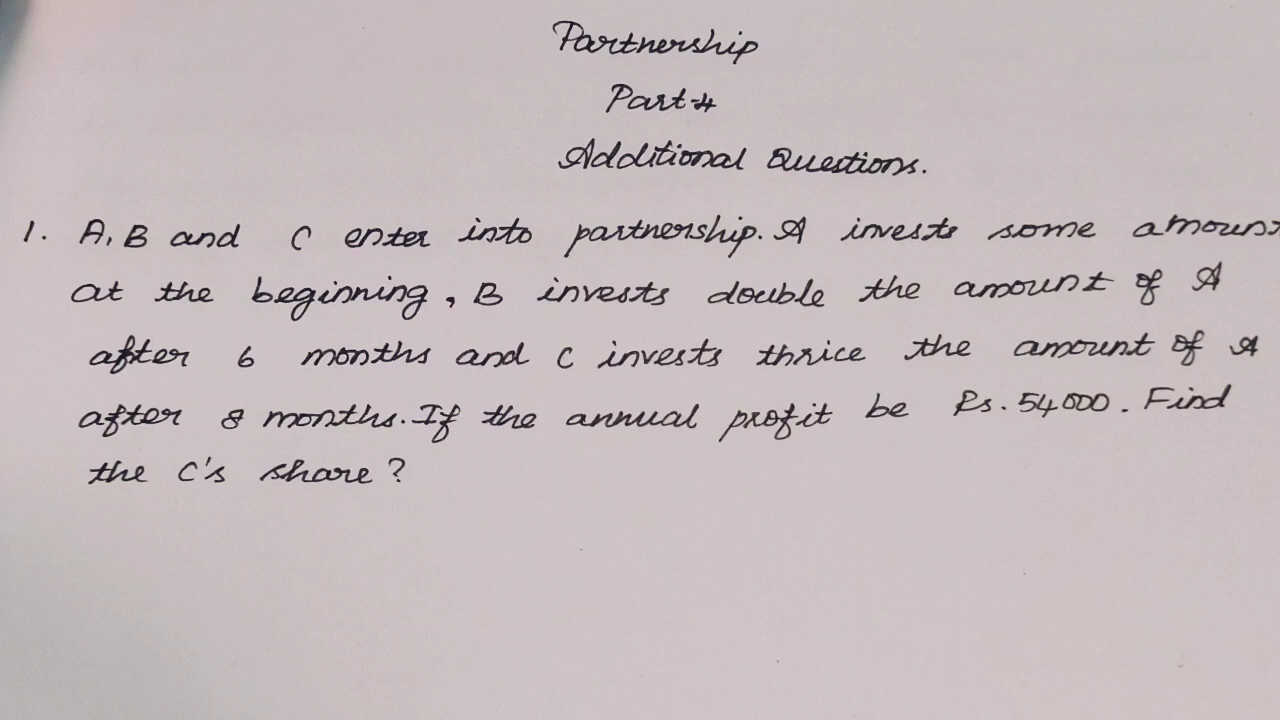 Partnership
Part-4
Additional Questions.
1. A, B and C enter into partnership. A invests some amount
at the beginning, B invests double the amount of A
after 6 months and C invests thrice the amount of A
after 8 months. If the annual profit be Rs. 54000. Find
the C's share?